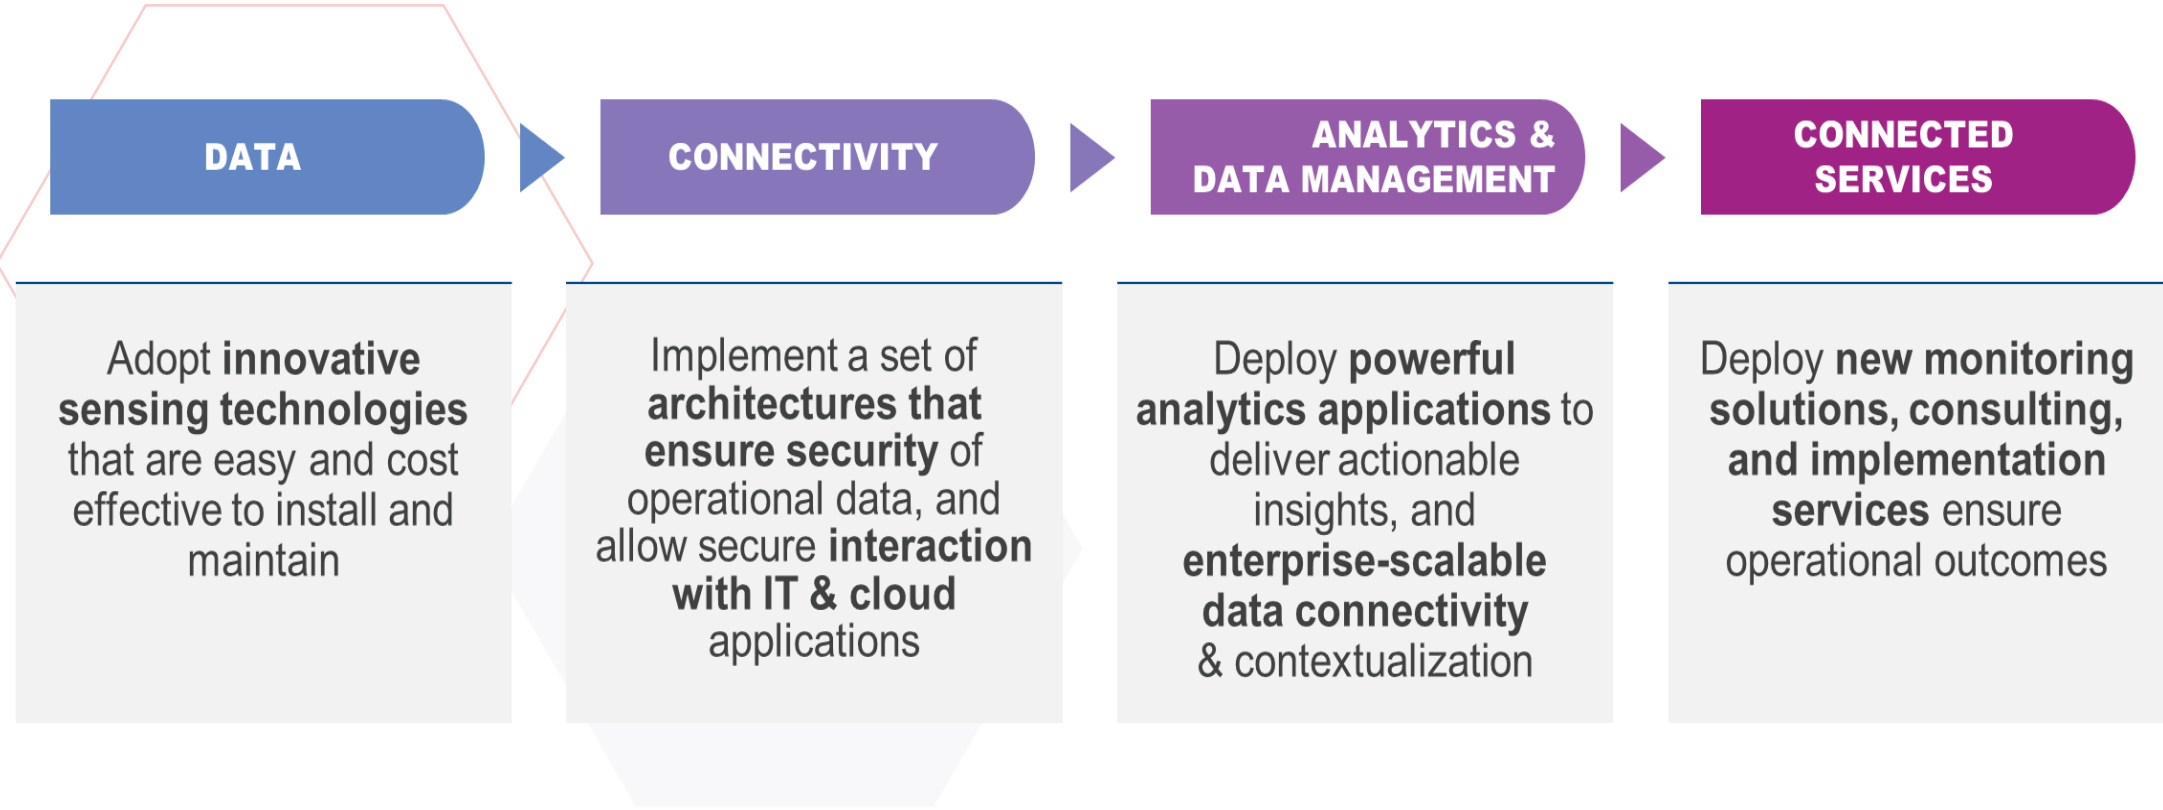 DATA
Adopt innovative
sensing technologies
that are easy and cost
effective to install and
maintain
CONNECTIVITY
Implement a set of
architectures that
ensure security of
operational data, and
allow secure interaction
with IT & cloud
applications
ANALYTICS &
DATA MANAGEMENT
Deploy powerful
analytics applications to
deliver actionable
insights, and
enterprise-scalable
data connectivity
& contextualization
CONNECTED
SERVICES
Deploy new monitoring
solutions, consulting,
and implementation
services ensure
operational outcomes